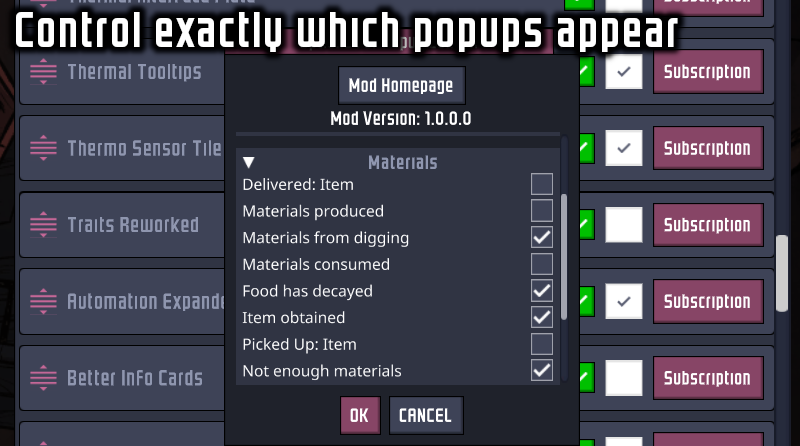 Control exactly which popups appear
Thermal Interface Plate
Thermal Tooltips
Subscription
Mod Homepage
Mod Version: 1.0.0.0
Thermo Sensor Tile
Subscription
Materials
Delivered: Item
Materials produced
Traits Reworked
Subscription
Materials from digging
Materials consumed
Food has decayed
Automation Expande
Subscription
Item obtained
Picked Up: Item
Not enough materials
Better Info Cards
Subscription
OK
CANCEL